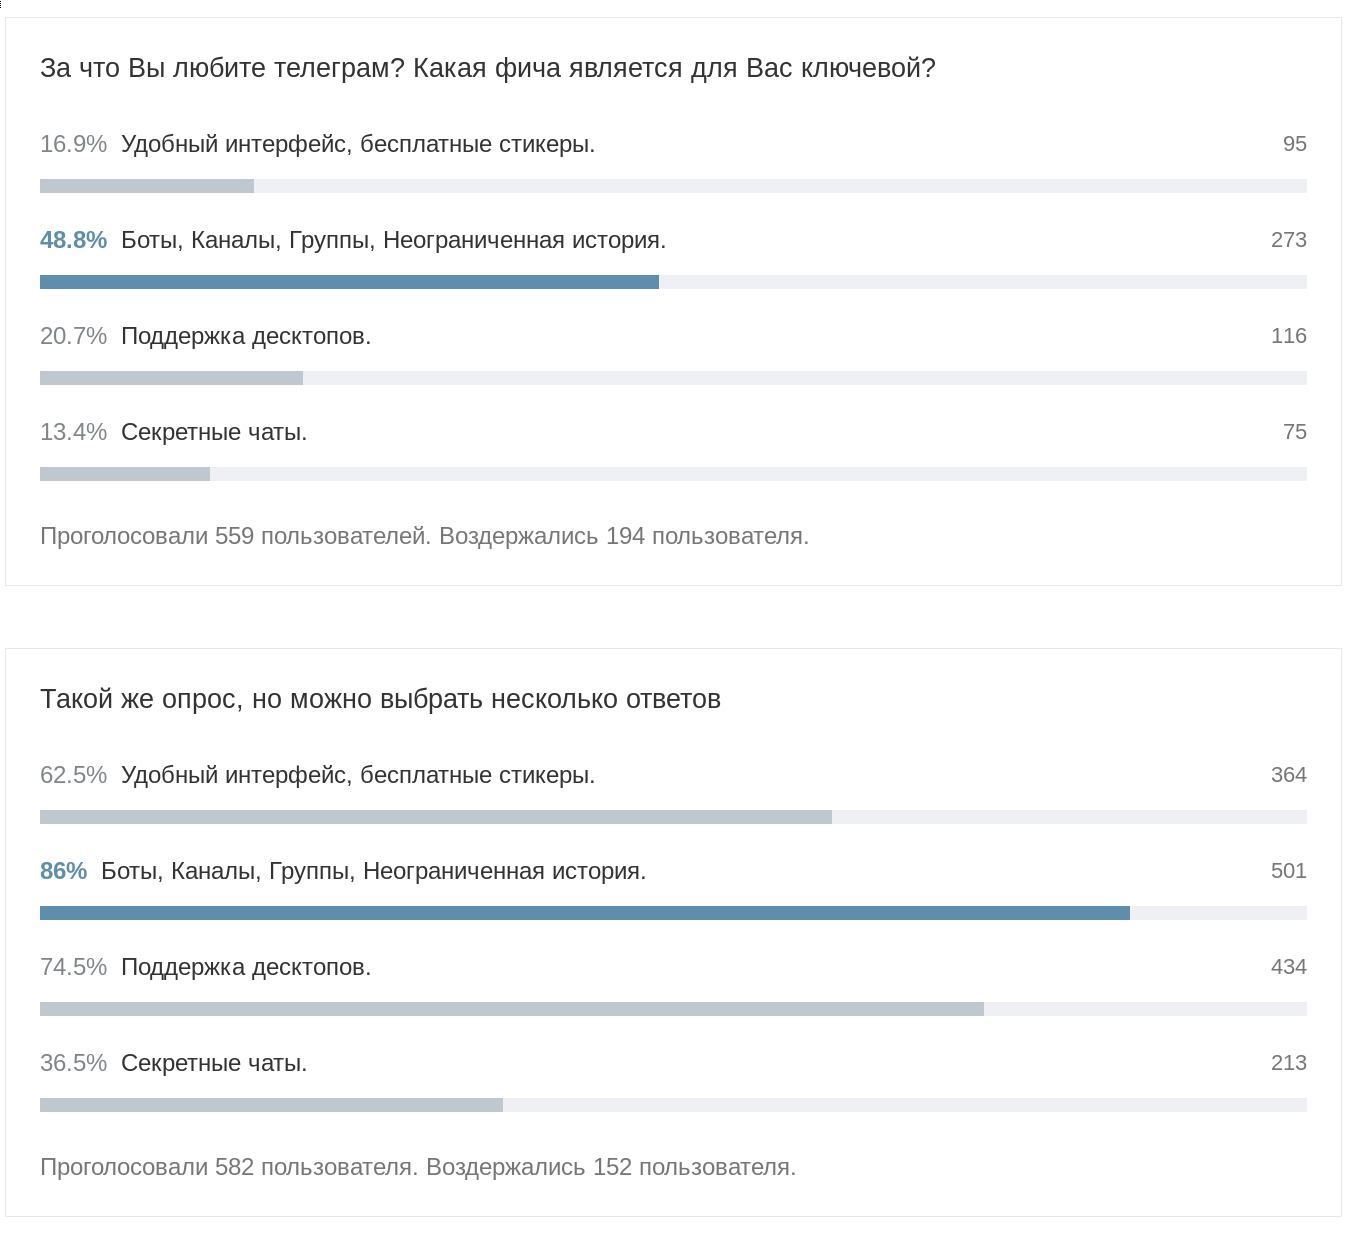 За что Вы любите телеграм? Какая фича является для Вас ключевой?
16.9% Удобный интерфейс, бесплатные стикеры. 95
48.8% Боты, Каналы, Группы, Неограниченная история. 273
20.7% Поддержка десктопов. 116
13.4% Секретные чаты. 75
Проголосовали 559 пользователей. Воздержались 194 пользователя.
Такой же опрос, но можно выбрать несколько ответов
62.5% Удобный интерфейс, бесплатные стикеры. 364
86% Боты, Каналы, Группы, Неограниченная история. 501
74.5% Поддержка десктопов. 434
36.5% Секретные чаты. 213
Проголосовали 582 пользователя. Воздержались 152 пользователя.